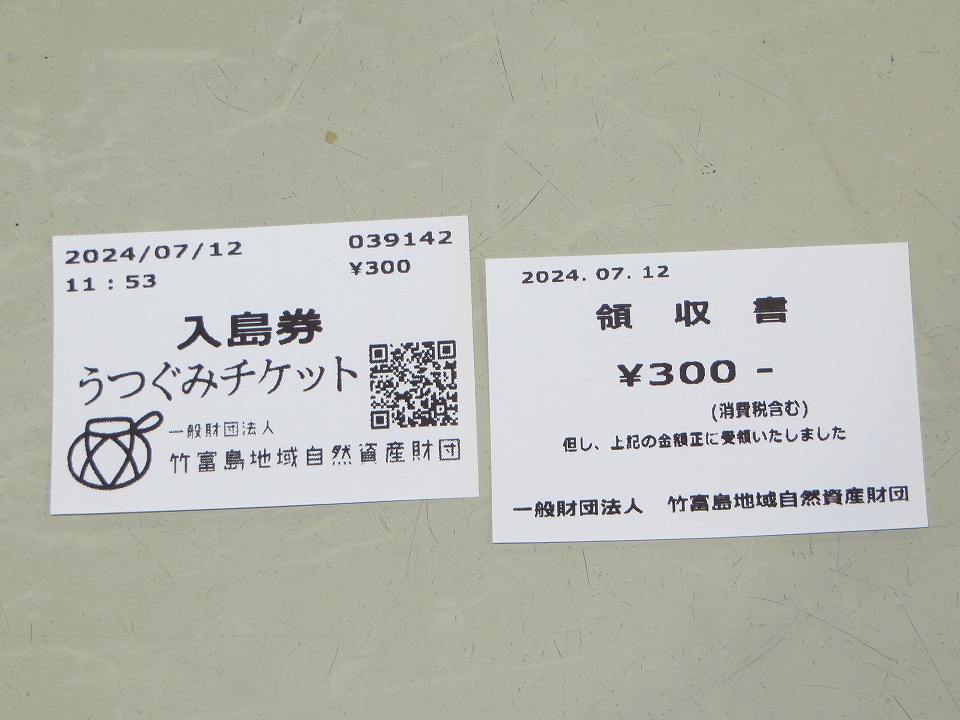 2024/07/12 039142
11:53 ¥300
入島券
うつぐみチケット
一般財団法人
竹富島地域自然資産財団
2024.07.12
領収書
¥300-
(消費税含む)
但し、上記の金額正に受領いたしました
一般財団法人 竹富島地域自然資産財団